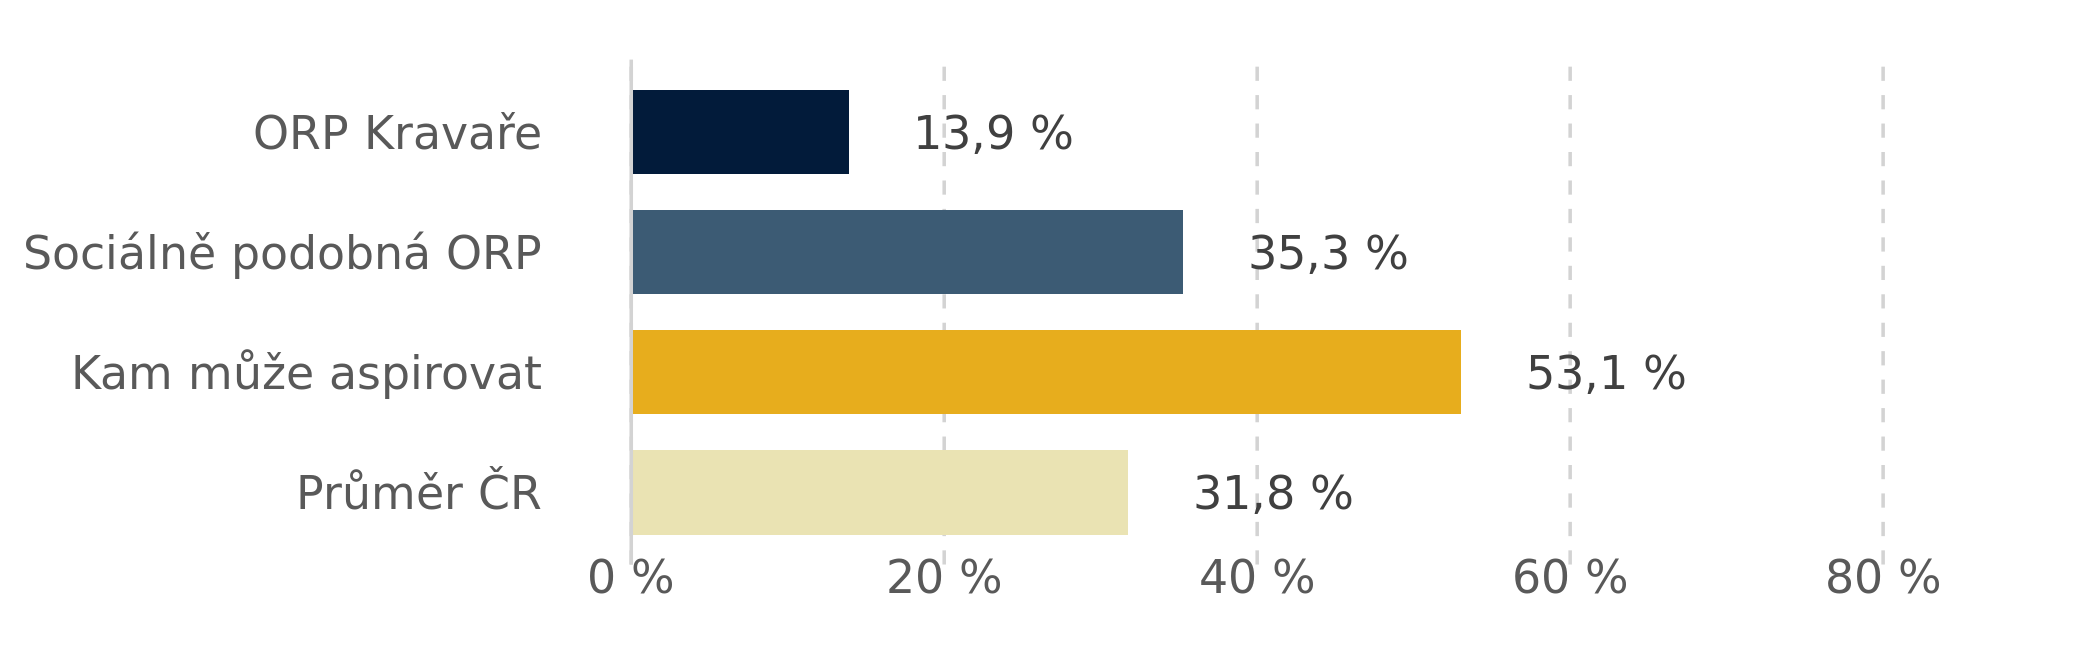 ORP Kravaře
13,9 %
Sociálně podobná ORP
35,3 %
Kam může aspirovat
53,1 %
Průměr ČR
31,8 %
0 % 20 % 40 % 60 % 80 %